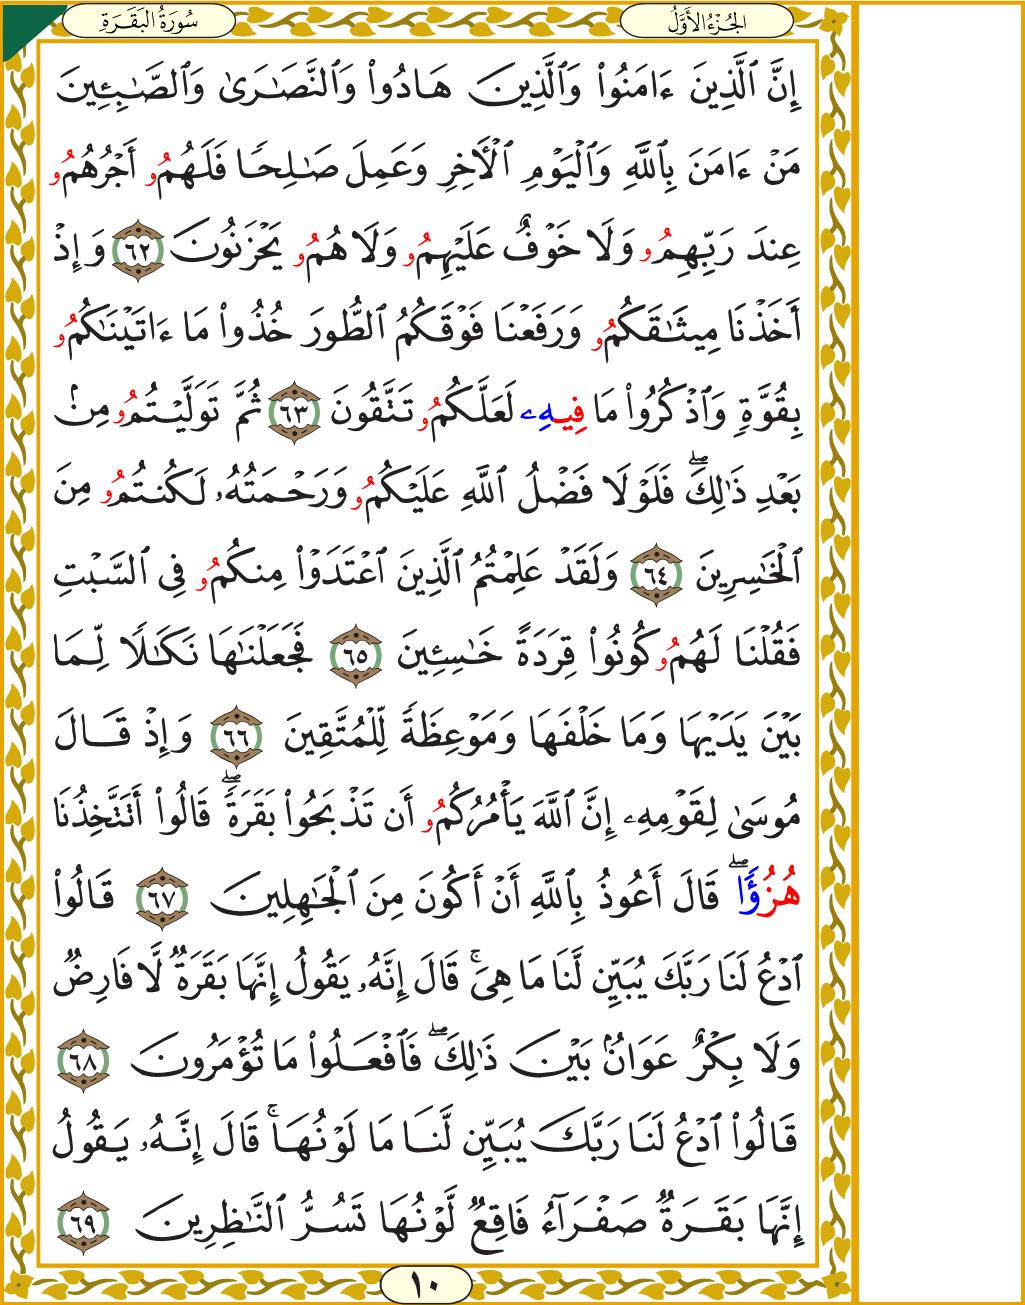 الجُزْءُ الأَوَّلُ
سُورَةُ البَقَرَةِ
إِنَّ ٱلَّذِينَ ءَامَنُوا۟ وَٱلَّذِينَ هَادُوا۟ وَٱلنَّصَـٰرَىٰ وَٱلصَّـٰبِـِٔينَ
مَنْ ءَامَنَ بِٱللَّهِ وَٱلْيَوْمِ ٱلْـَٔاخِرِ وَعَمِلَ صَـٰلِحًا فَلَهُمُۥ أَجْرُهُمُۥ
عِندَ رَبِّهِمُۥ وَلَا خَوْفٌ عَلَيْهِمُۥ وَلَا هُمُۥ يَحْزَنُونَ ٦٢ وَإِذْ
أَخَذْنَا مِيثَـٰقَكُمُۥ وَرَفَعْنَا فَوْقَكُمُ ٱلطُّورَ خُذُوا۟ مَا ءَاتَيْنَـٰكُمُۥ
بِقُوَّةٍ وَٱذْكُرُوا۟ مَا فِيهِۦ لَعَلَّكُمُۥ تَتَّقُونَ ٦٣ ثُمَّ تَوَلَّيْتُمُۥ مِنۢ
بَعْدِ ذَٰلِكَ ۖ فَلَوْلَا فَضْلُ ٱللَّهِ عَلَيْكُمُۥ وَرَحْمَتُهُۥ لَكُنتُمُۥ مِنَ
ٱلْخَـٰسِرِينَ ٦٤ وَلَقَدْ عَلِمْتُمُ ٱلَّذِينَ ٱعْتَدَوْا۟ مِنكُمُۥ فِى ٱلسَّبْتِ
فَقُلْنَا لَهُمُۥ كُونُوا۟ قِرَدَةً خَـٰسِـِٔينَ ٦٥ فَجَعَلْنَـٰهَا نَكَـٰلًا لِّمَا
بَيْنَ يَدَيْهَا وَمَا خَلْفَهَا وَمَوْعِظَةً لِّلْمُتَّقِينَ ٦٦ وَإِذْ قَالَ
مُوسَىٰ لِقَوْمِهِۦ إِنَّ ٱللَّهَ يَأْمُرُكُمُۥ أَن تَذْبَحُوا۟ بَقَرَةً ۖ قَالُوا۟ أَتَتَّخِذُنَا
هُزُؤًا ۖ قَالَ أَعُوذُ بِٱللَّهِ أَنْ أَكُونَ مِنَ ٱلْجَـٰهِلِينَ ٦٧ قَالُوا۟
ٱدْعُ لَنَا رَبَّكَ يُبَيِّن لَّنَا مَا هِىَ ۚ قَالَ إِنَّهُۥ يَقُولُ إِنَّهَا بَقَرَةٌ لَّا فَارِضٌ
وَلَا بِكْرٌ عَوَانٌۢ بَيْنَ ذَٰلِكَ ۖ فَٱفْعَلُوا۟ مَا تُؤْمَرُونَ ٦٨
قَالُوا۟ ٱدْعُ لَنَا رَبَّكَ يُبَيِّن لَّنَا مَا لَوْنُهَا ۚ قَالَ إِنَّهُۥ يَقُولُ
إِنَّهَا بَقَرَةٌ صَفْرَآءُ فَاقِعٌ لَّوْنُهَا تَسُرُّ ٱلنَّـٰظِرِينَ ٦٩
١٠